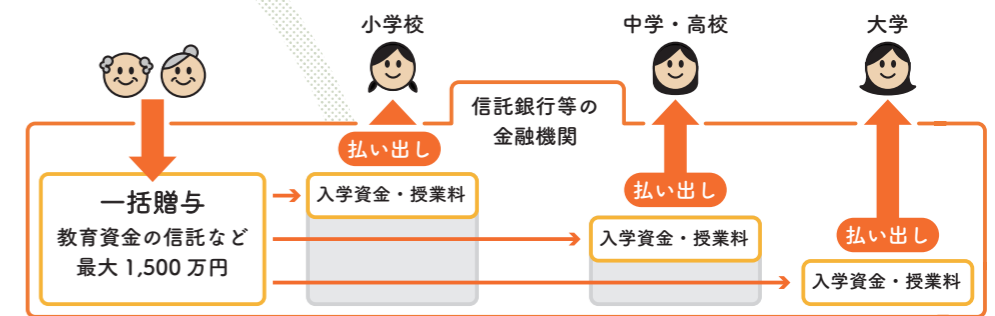 小学校
中学・高校
大学
信託銀行等の
金融機関
払い出し
払い出し
払い出し
一括贈与
教育資金の信託など
最大 1,500 万円
入学資金・授業料
入学資金・授業料
入学資金・授業料